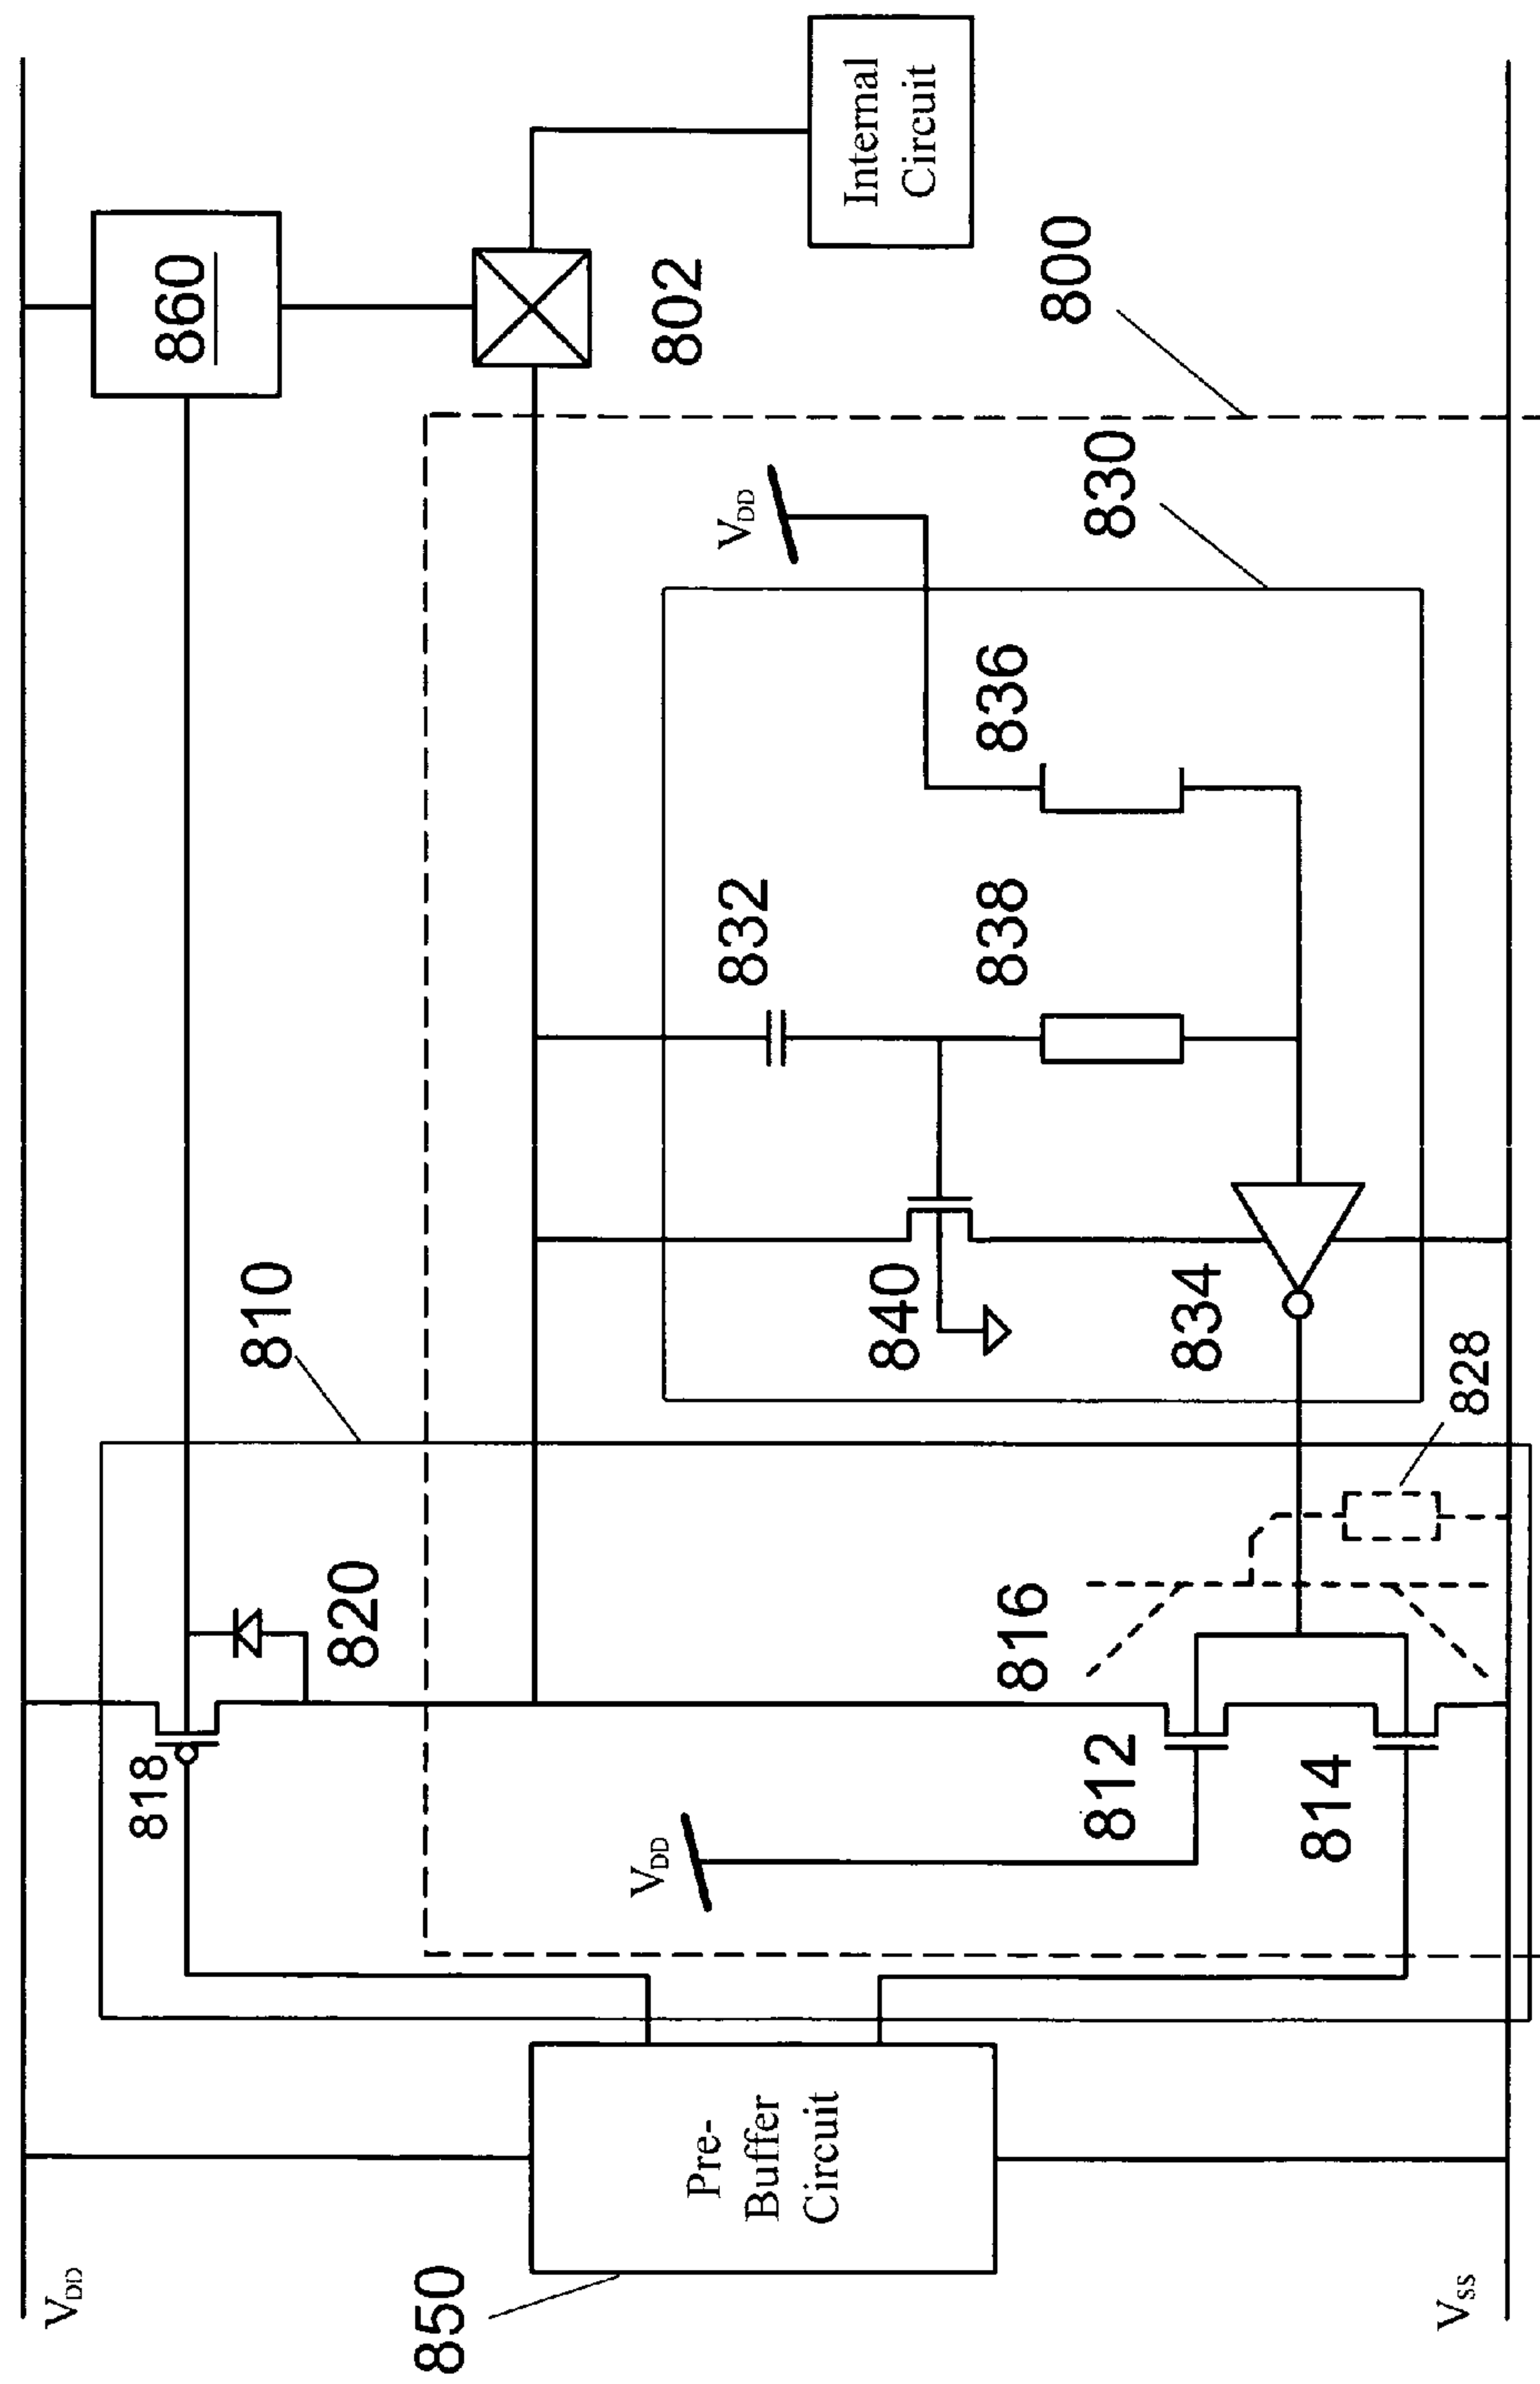 V_DD
860
802
Internal
Circuit
800
830
V_DD
836
832
838
840
834
828
810
820
818
816
812
814
V_DD
Pre-
Buffer
Circuit
850
V_DD
V_SS